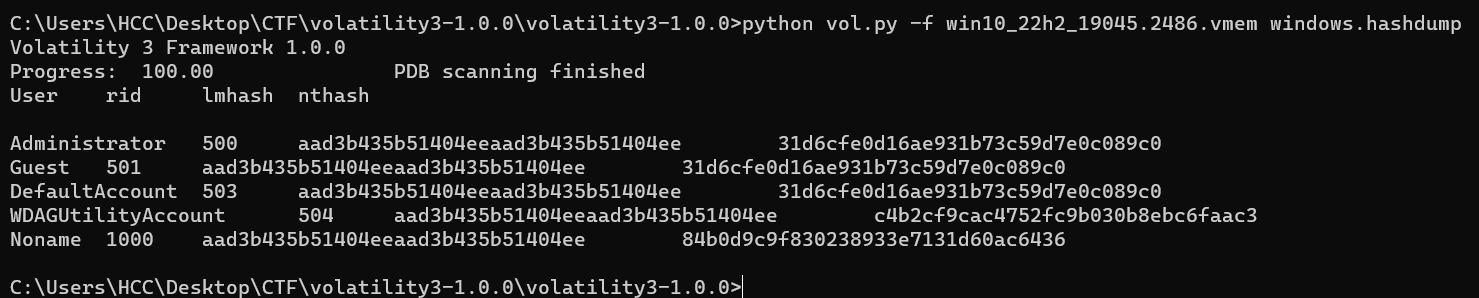 C:\Users\HCC\Desktop\CTF\volatility3-1.0.0\volatility3-1.0.0>python vol.py -f win10_22h2_19045.2486.vmem windows.hashdump
Volatility 3 Framework 1.0.0
Progress:  100.00               PDB scanning finished
User    rid     lmhash  nthash

Administrator   500     aad3b435b51404eeaad3b435b51404ee        31d6cfe0d16ae931b73c59d7e0c089c0
Guest   501     aad3b435b51404eeaad3b435b51404ee        31d6cfe0d16ae931b73c59d7e0c089c0
DefaultAccount  503     aad3b435b51404eeaad3b435b51404ee        31d6cfe0d16ae931b73c59d7e0c089c0
WDAGUtilityAccount      504     aad3b435b51404eeaad3b435b51404ee        c4b2cf9cac4752fc9b030b8ebc6faac3
Noname  1000    aad3b435b51404eeaad3b435b51404ee        84b0d9c9f830238933e7131d60ac6436

C:\Users\HCC\Desktop\CTF\volatility3-1.0.0\volatility3-1.0.0>